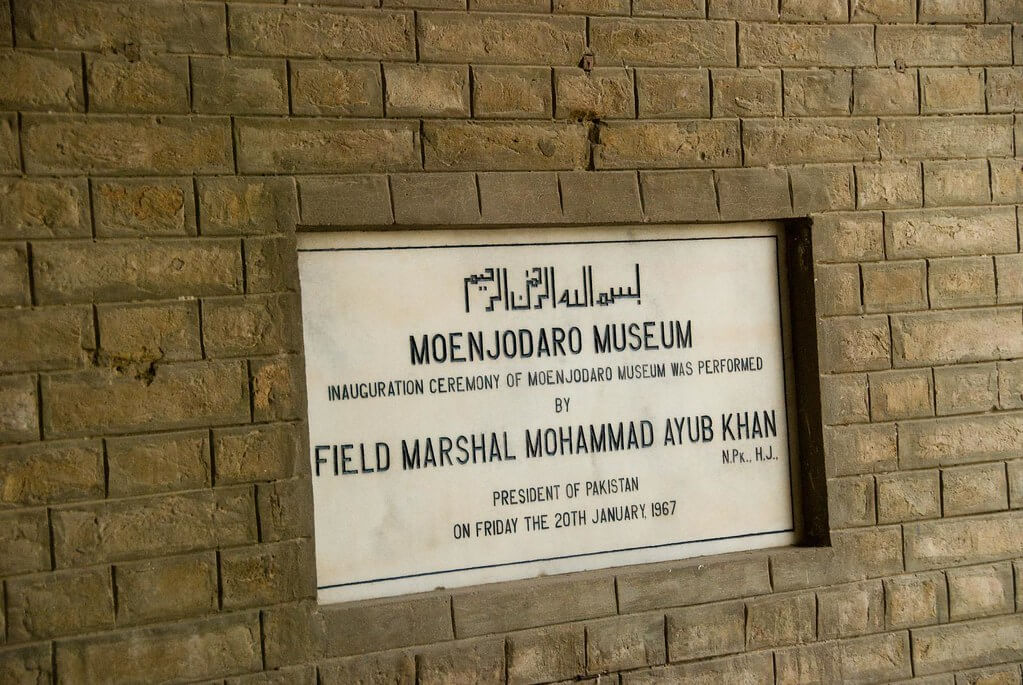 بسم الله الرحمن الرحيم
MOENJODARO MUSEUM
INAUGURATION CEREMONY OF MOENJODARO MUSEUM WAS PERFORMED
BY
FIELD MARSHAL MOHAMMAD AYUB KHAN
N.PK., H.J.,
PRESIDENT OF PAKISTAN
ON FRIDAY THE 20TH JANUARY, 1967